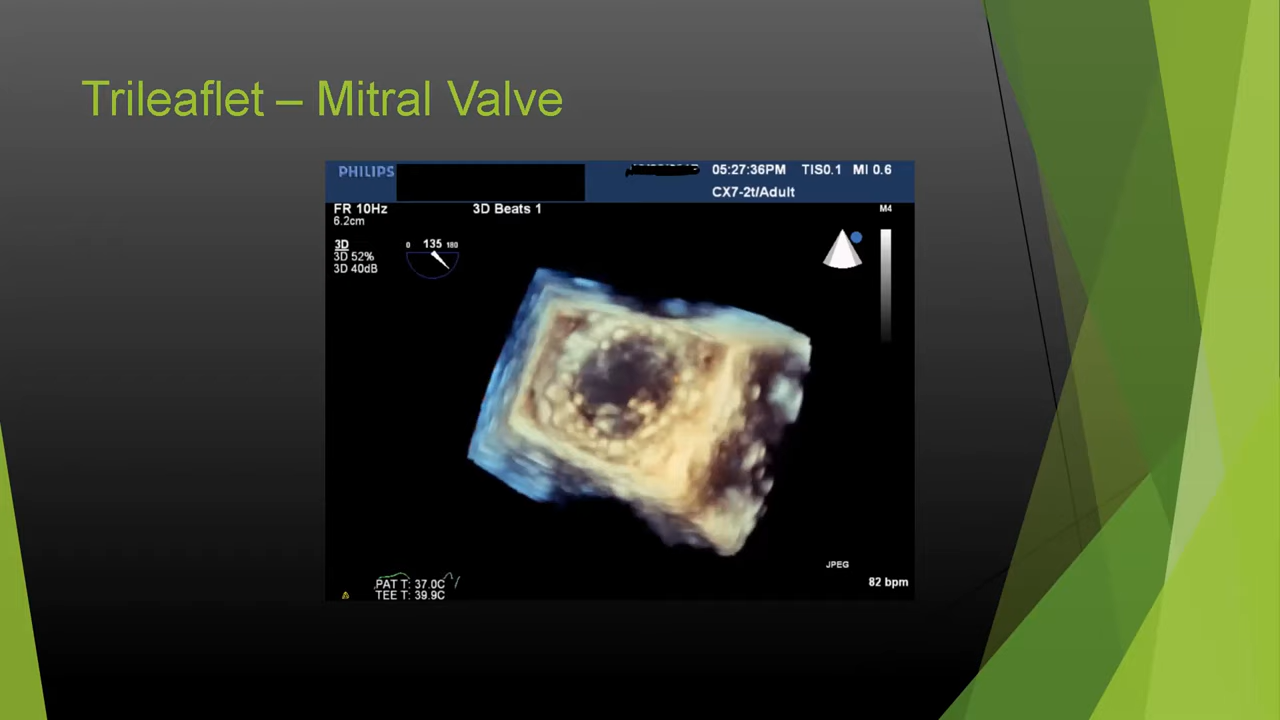 Trileaflet – Mitral Valve
PHILIPS
05:27:36PM TIS0.1 MI 0.6
CX7-2t/Adult
FR 10Hz
6.2cm
3D Beats 1
M4
3D
3D 52%
3D 40dB
0 135 180
JPEG
PAT T: 37.0C
TEE T: 39.9C
82 bpm